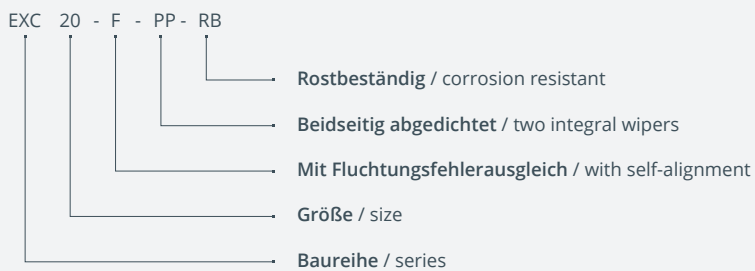 EXC 20 - F - PP - RB
Rostbeständig / corrosion resistant
Beidseitig abgedichtet / two integral wipers
Mit Fluchtungsfehlerausgleich / with self-alignment
Größe / size
Baureihe / series